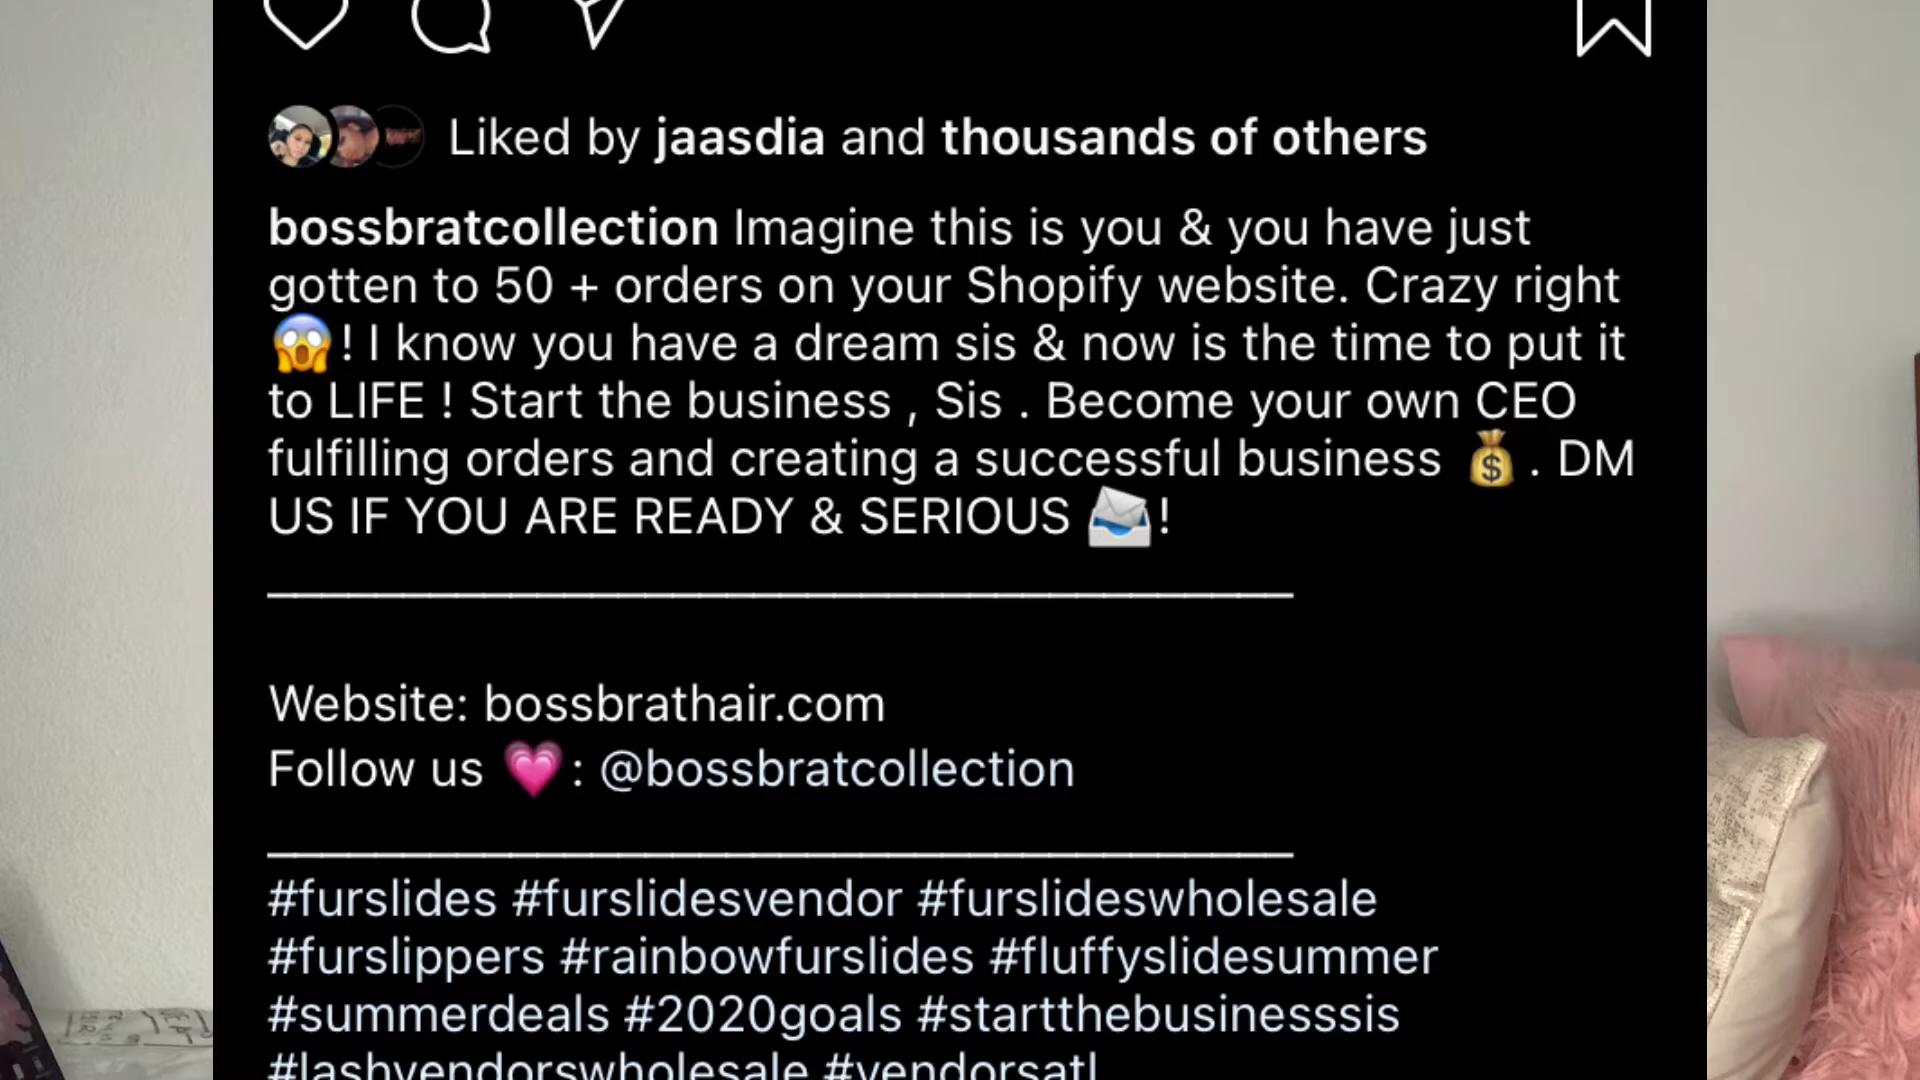 Liked by jaasdia and thousands of others
bossbratcollection Imagine this is you & you have just
gotten to 50 + orders on your Shopify website. Crazy right
😱! I know you have a dream sis & now is the time to put it
to LIFE ! Start the business , Sis . Become your own CEO
fulfilling orders and creating a successful business 💰 . DM
US IF YOU ARE READY & SERIOUS 📨!
Website: bossbrathair.com
Follow us 💗: @bossbratcollection
#furslides #furslidesvendor #furslideswholesale
#furslippers #rainbowfurslides #fluffyslidesummer
#summerdeals #2020goals #startthebusinesssis
#lashvendorswholesale #vendorsatl